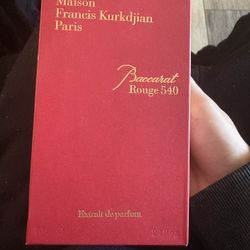 Maison
Francis Kurkdjian
Paris
Baccarat
Rouge 540
Extrait de parfum